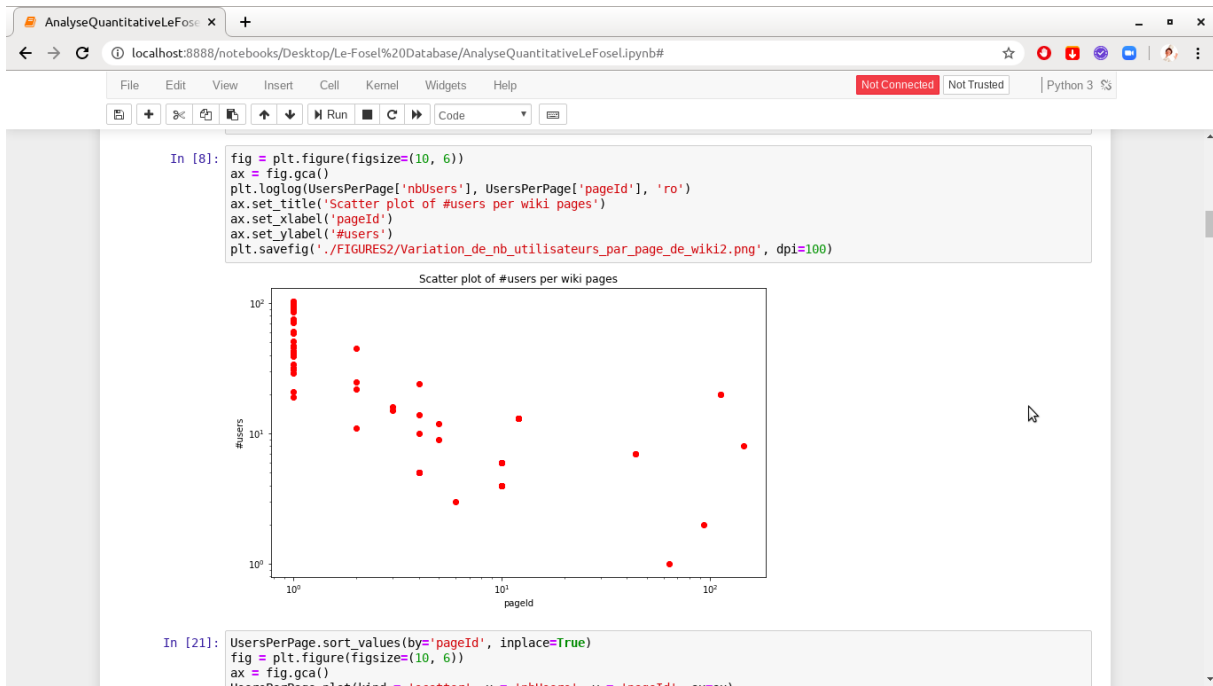 AnalyseQuantitativeLeFose
localhost:8888/notebooks/Desktop/Le-Fosel%20Database/AnalyseQuantitativeLeFosel.ipynb#
File Edit View Insert Cell Kernel Widgets Help Not Connected Not Trusted Python 3
Run Code
In [8]: fig = plt.figure(figsize=(10, 6))
ax = fig.gca()
plt.loglog(UsersPerPage['nbUsers'], UsersPerPage['pageId'], 'ro')
ax.set_title('Scatter plot of #users per wiki pages')
ax.set_xlabel('pageId')
ax.set_ylabel('#users')
plt.savefig('./FIGURES2/Variation_de_nb_utilisateurs_par_page_de_wiki2.png', dpi=100)
Scatter plot of #users per wiki pages
10²
10¹
10⁰
#users
10⁰ 10¹ 10²
pageId
In [21]: UsersPerPage.sort_values(by='pageId', inplace=True)
fig = plt.figure(figsize=(10, 6))
ax = fig.gca()